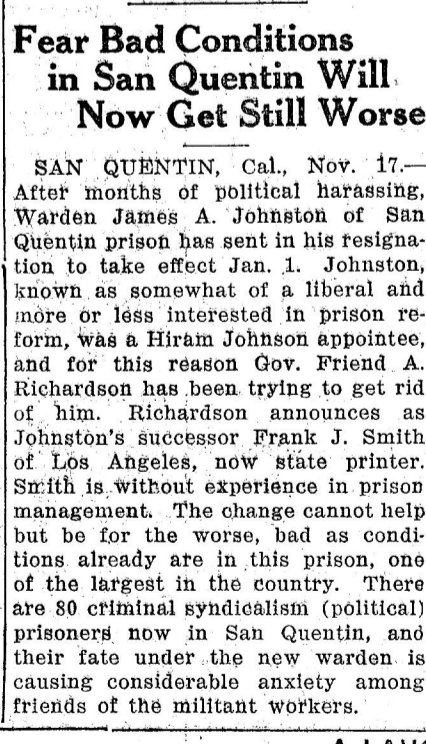 Fear Bad Conditions
in San Quentin Will
Now Get Still Worse
SAN QUENTIN, Cal., Nov. 17.—
After months of political harassing,
Warden James A. Johnston of San
Quentin prison has sent in his resigna-
tion to take effect Jan. 1. Johnston,
known as somewhat of a liberal and
more or less interested in prison re-
form, was a Hiram Johnson appointee,
and for this reason Gov. Friend A.
Richardson has been trying to get rid
of him. Richardson announces as
Johnston's successor Frank J. Smith
of Los Angeles, now state printer.
Smith is without experience in prison
management. The change cannot help
but be for the worse, bad as condi-
tions already are in this prison, one
of the largest in the country. There
are 80 criminal syndicalism (political)
prisoners now in San Quentin, and
their fate under the new warden is
causing considerable anxiety among
friends of the militant workers.